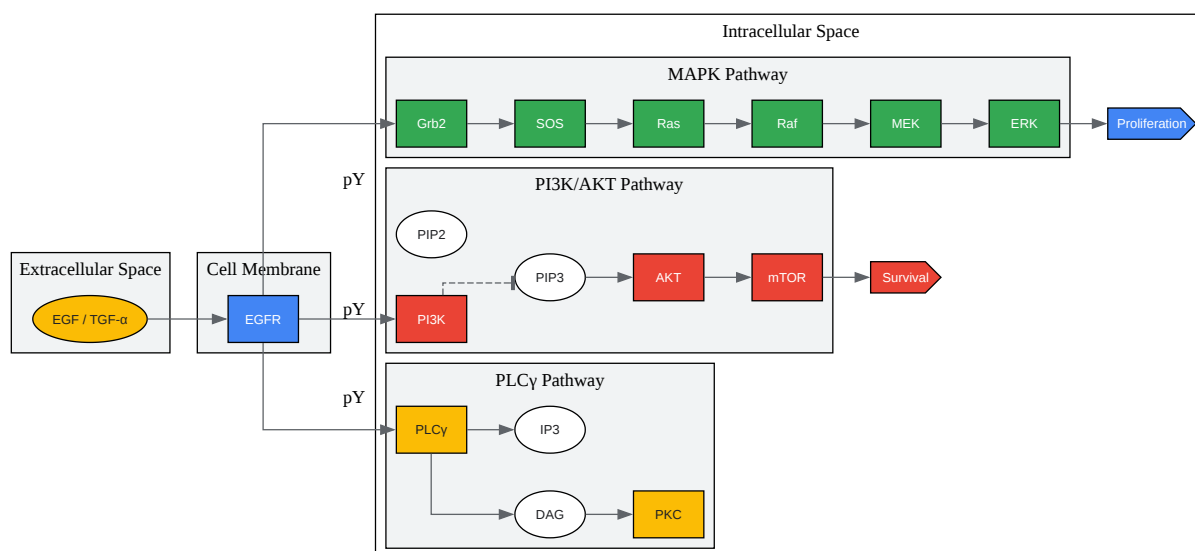 Intracellular Space
MAPK Pathway
Grb2
SOS
Ras
Raf
MEK
ERK
Proliferation
pY
PI3K/AKT Pathway
PIP2
PIP3
AKT
mTOR
Survival
Extracellular Space
EGF / TGF-α
Cell Membrane
EGFR
pY
PI3K
PLCγ Pathway
pY
PLCγ
IP3
DAG
PKC